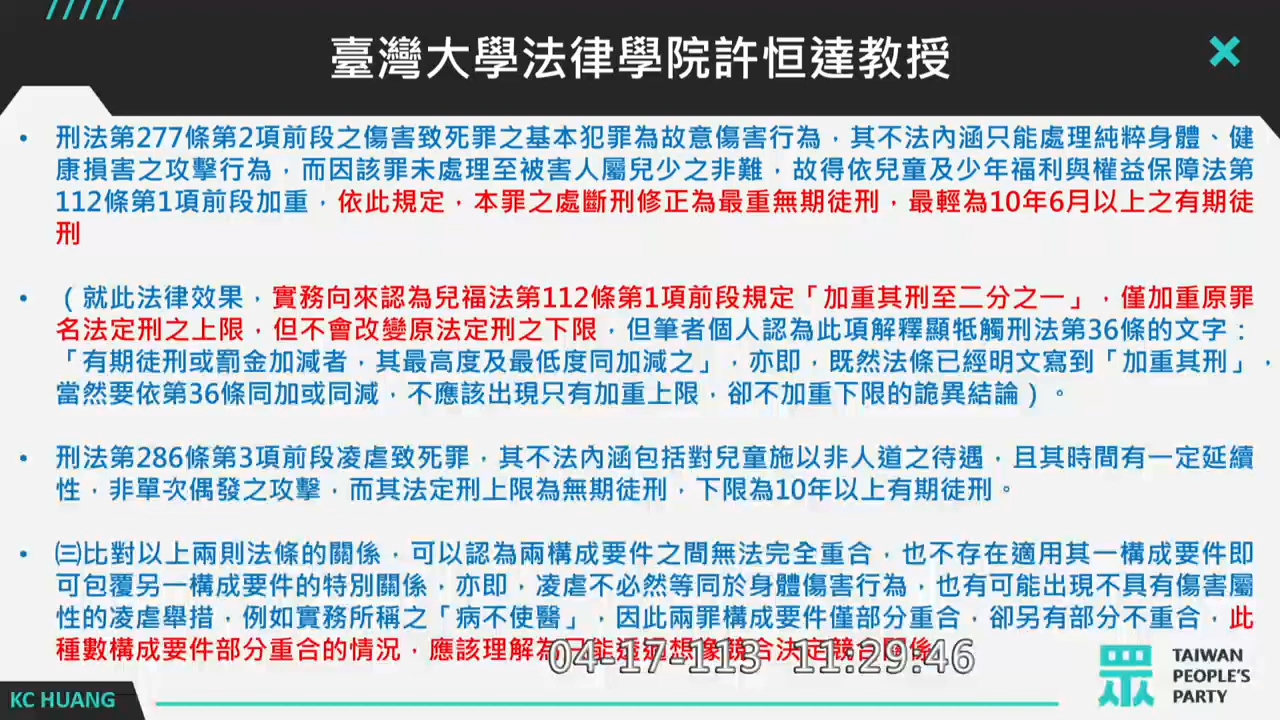 臺灣大學法律學院許恒達教授
• 刑法第277條第2項前段之傷害致死罪之基本犯罪為故意傷害行為，其不法內涵只能處理純粹身體、健
康損害之攻擊行為，而因該罪未處理至被害人屬兒少之非難，故得依兒童及少年福利與權益保障法第
112條第1項前段加重，依此規定，本罪之處斷刑修正為最重無期徒刑，最輕為10年6月以上之有期徒
刑
• （就此法律效果，實務向來認為兒福法第112條第1項前段規定「加重其刑至二分之一」，僅加重原罪
名法定刑之上限，但不會改變原法定刑之下限，但筆者個人認為此項解釋顯牴觸刑法第36條的文字：
「有期徒刑或罰金加減者，其最高度及最低度同加減之」，亦即，既然法條已經明文寫到「加重其刑」，
當然要依第36條同加或同減，不應該出現只有加重上限，卻不加重下限的詭異結論）。
• 刑法第286條第3項前段凌虐致死罪，其不法內涵包括對兒童施以非人道之待遇，且其時間有一定延續
性，非單次偶發之攻擊，而其法定刑上限為無期徒刑，下限為10年以上有期徒刑。
• ㈢比對以上兩則法條的關係，可以認為兩構成要件之間無法完全重合，也不存在適用其一構成要件即
可包覆另一構成要件的特別關係，亦即，凌虐不必然等同於身體傷害行為，也有可能出現不具有傷害屬
性的凌虐舉措，例如實務所稱之「病不使醫」，因此兩罪構成要件僅部分重合，卻另有部分不重合，此
種數構成要件部分重合的情況，應該理解為
04-17-113 11:29:46
眾
TAIWAN
PEOPLE'S
PARTY
KC HUANG